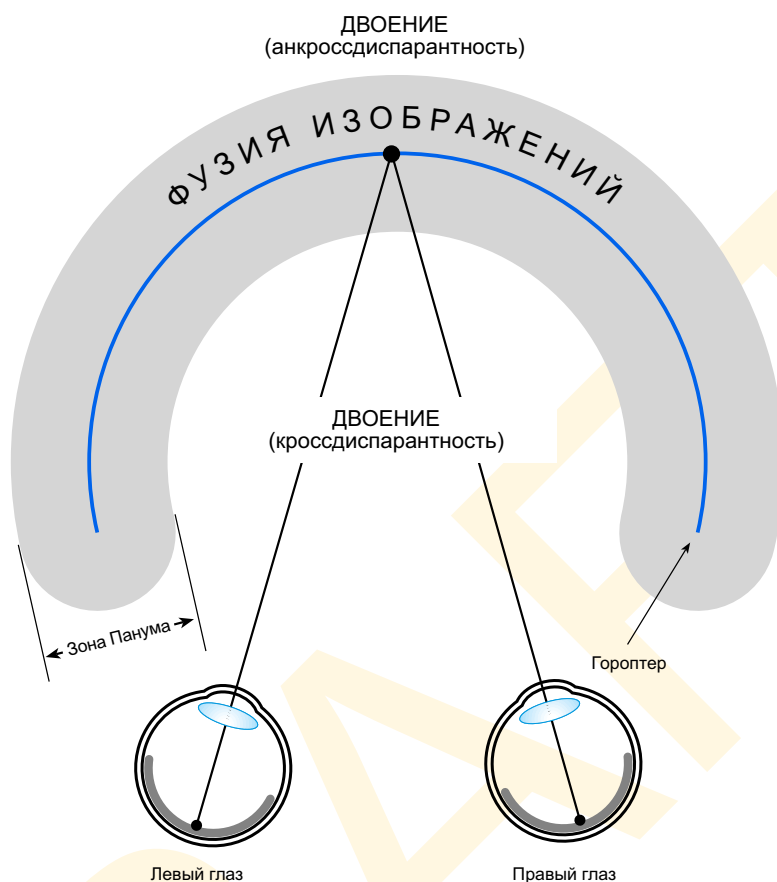 ДВОЕНИЕ
(анкроссдиспарантность)
ФУЗИЯ ИЗОБРАЖЕНИЙ
ДВОЕНИЕ
(кроссдиспарантность)
Зона Панума
Гороптер
Левый глаз
Правый глаз